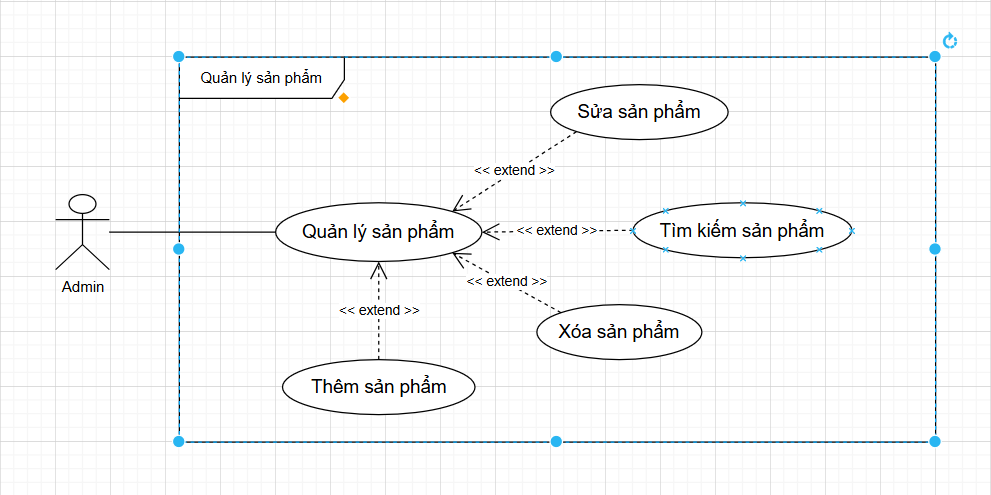 Quản lý sản phẩm
Sửa sản phẩm
<< extend >>
Quản lý sản phẩm
<< extend >>
Tìm kiếm sản phẩm
Admin
<< extend >>
<< extend >>
Xóa sản phẩm
Thêm sản phẩm